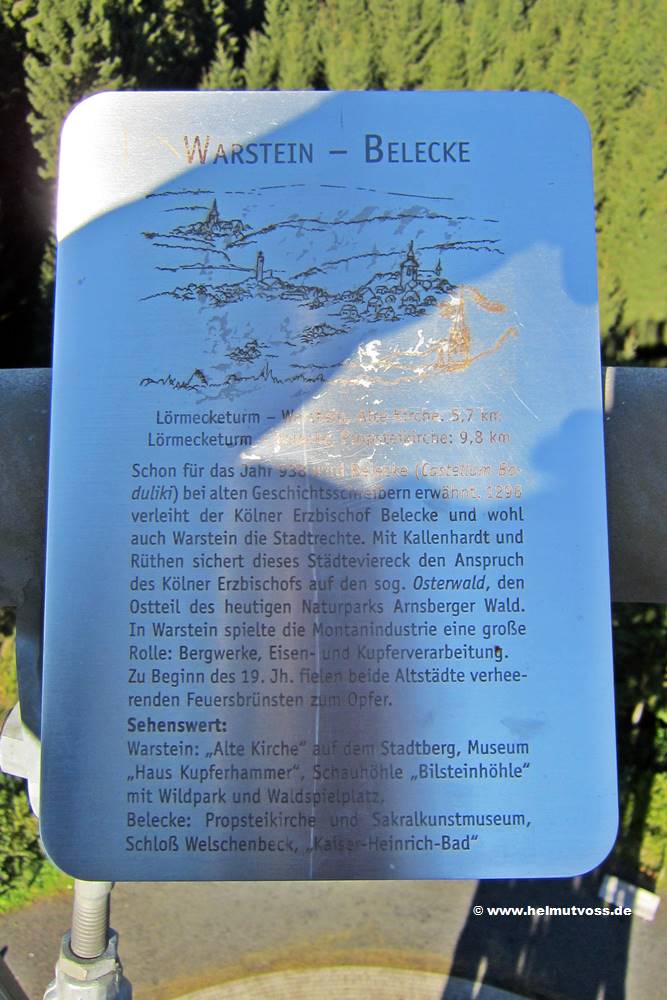 WARSTEIN – BELECKE
Lörmecketurm – Warstein, Alte Kirche: 5,7 km
Lörmecketurm – Belecke, Propsteikirche: 9,8 km
Schon für das Jahr 938 wird Belecke (Castellum Ba-
duliki) bei alten Geschichtsschreibern erwähnt. 1296
verleiht der Kölner Erzbischof Belecke und wohl
auch Warstein die Stadtrechte. Mit Kallenhardt und
Rüthen sichert dieses Städteviereck den Anspruch
des Kölner Erzbischofs auf den sog. Osterwald, den
Ostteil des heutigen Naturparks Arnsberger Wald.
In Warstein spielte die Montanindustrie eine große
Rolle: Bergwerke, Eisen- und Kupferverarbeitung.
Zu Beginn des 19. Jh. fielen beide Altstädte verhee-
renden Feuersbrünsten zum Opfer.
Sehenswert:
Warstein: „Alte Kirche“ auf dem Stadtberg, Museum
„Haus Kupferhammer“, Schauhöhle „Bilsteinhöhle“
mit Wildpark und Waldspielplatz,
Belecke: Propsteikirche und Sakralkunstmuseum,
Schloß Welschenbeck, „Kaiser-Heinrich-Bad“
© www.helmutvoss.de